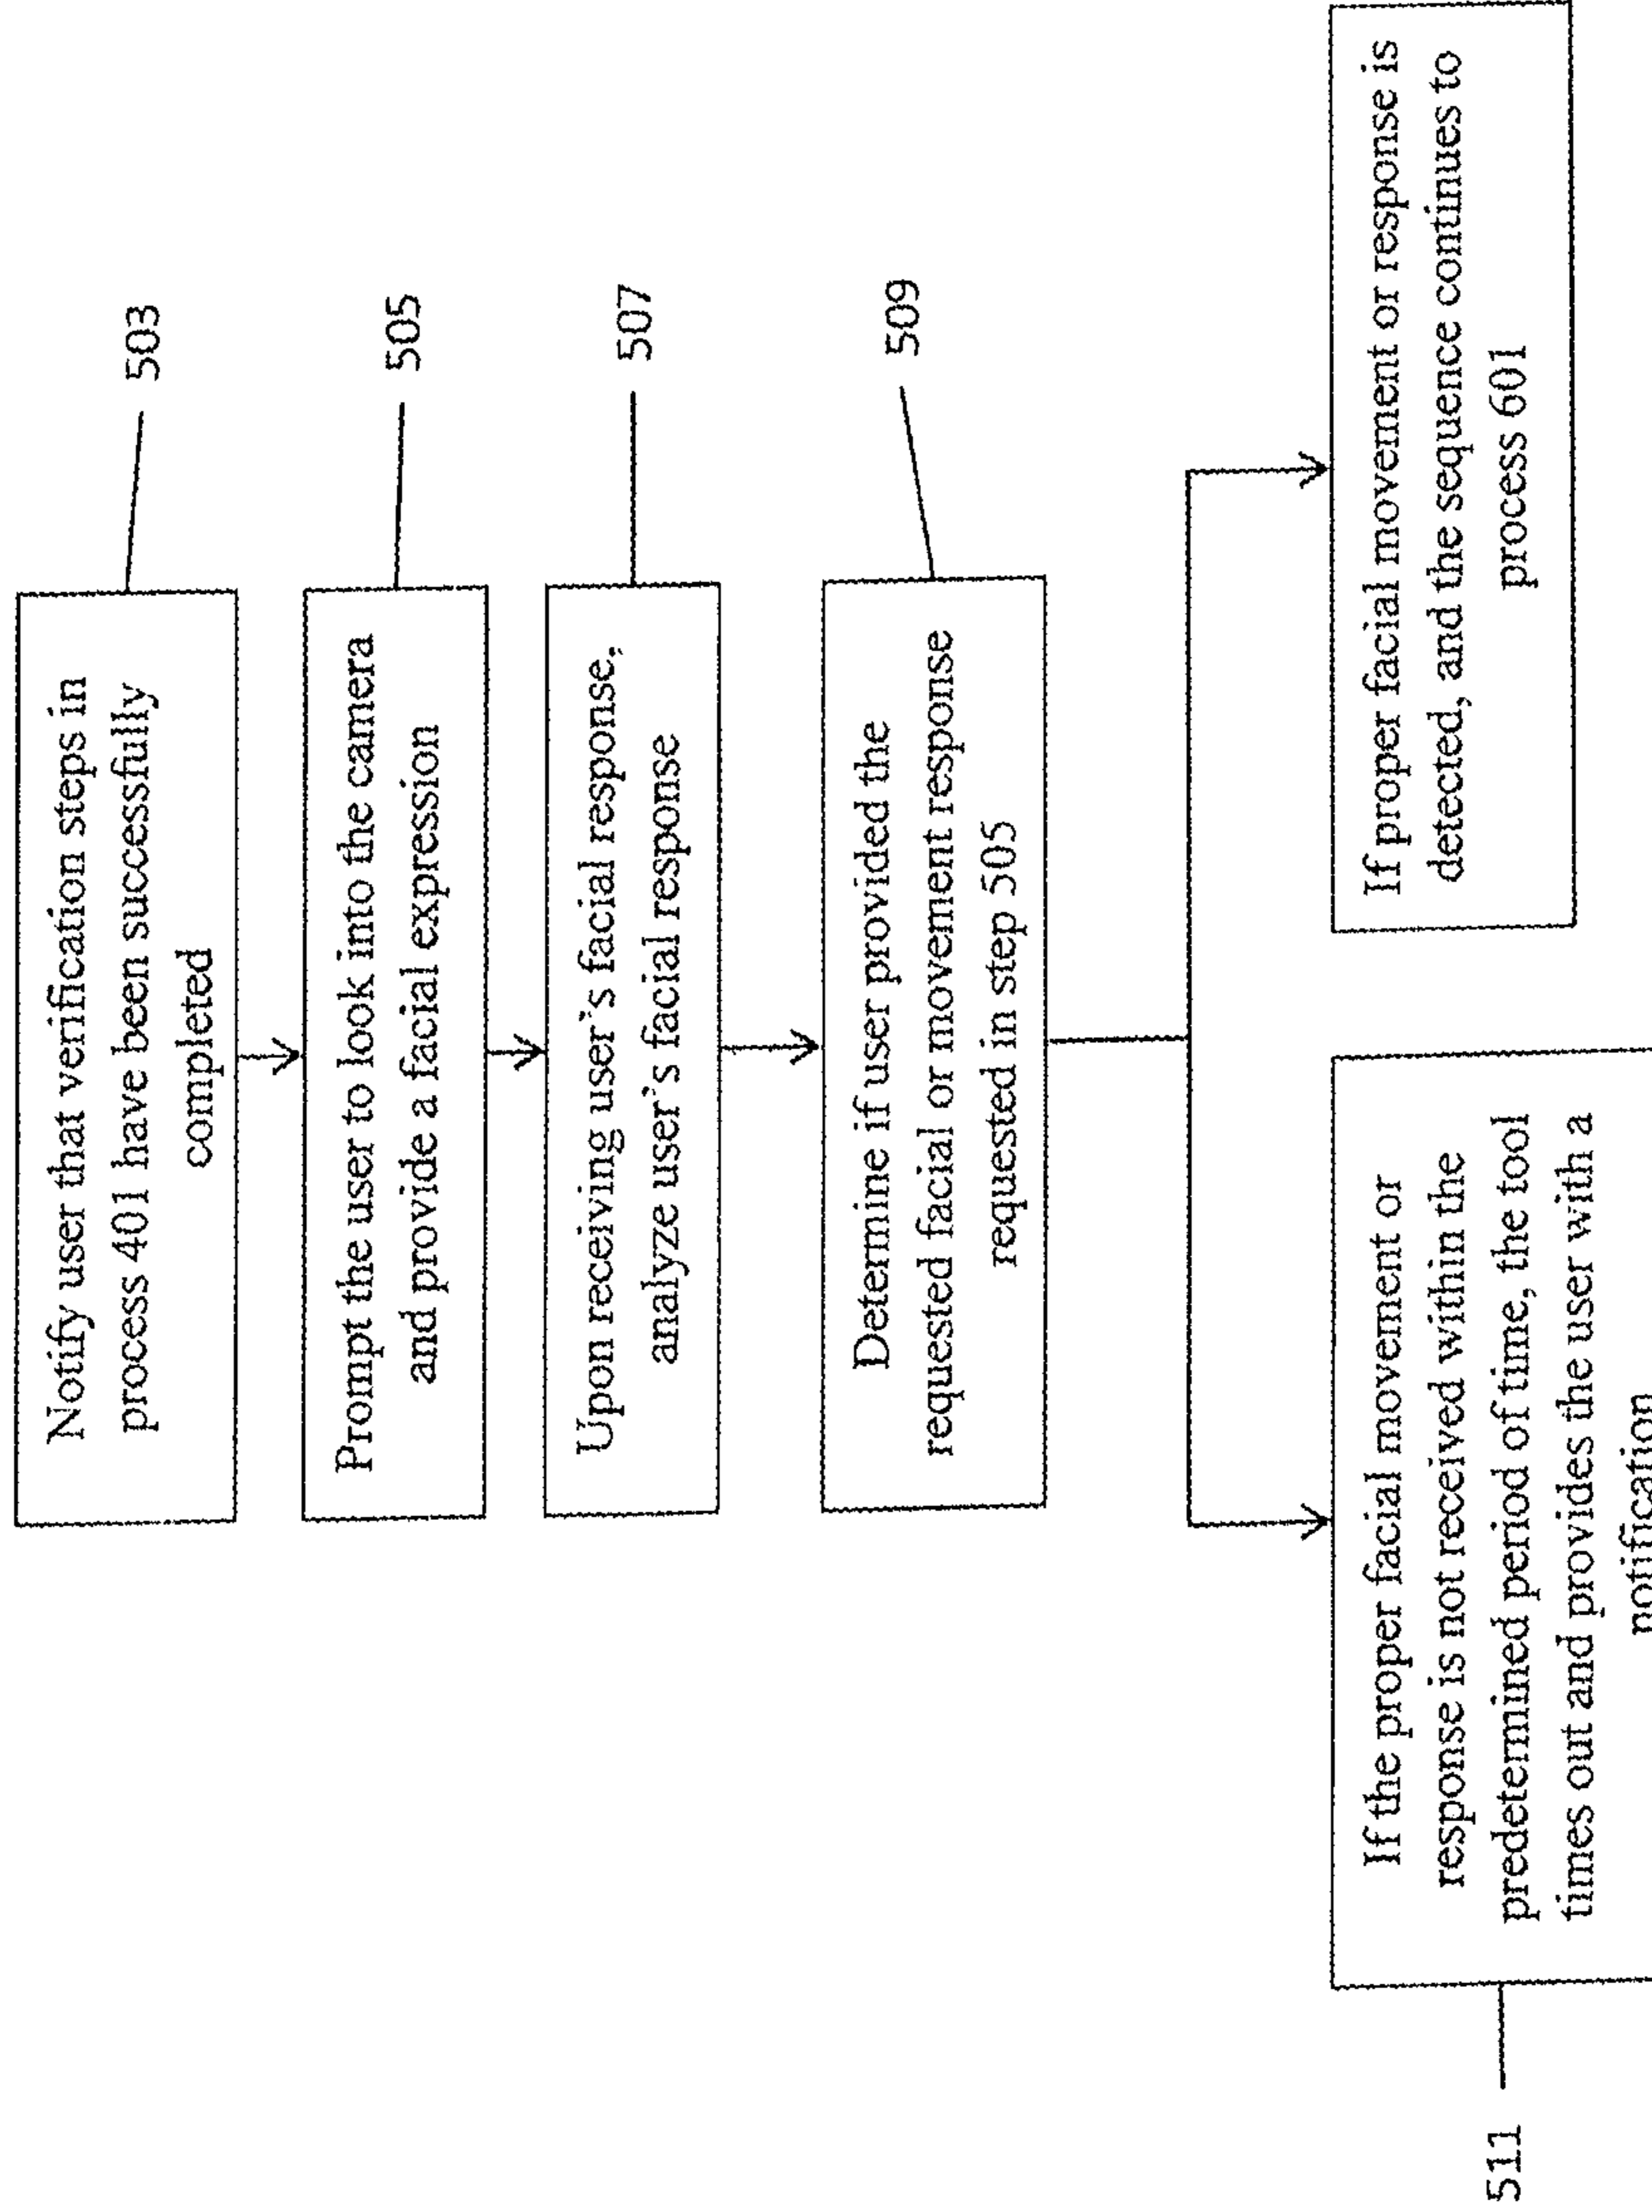 Notify user that verification steps in
process 401 have been successfully
completed
503
Prompt the user to look into the camera
and provide a facial expression
505
Upon receiving user's facial response,
analyze user's facial response
507
Determine if user provided the
requested facial or movement response
requested in step 505
509
If the proper facial movement or
response is not received within the
predetermined period of time, the tool
times out and provides the user with a
notification
511
If proper facial movement or response is
detected, and the sequence continues to
process 601